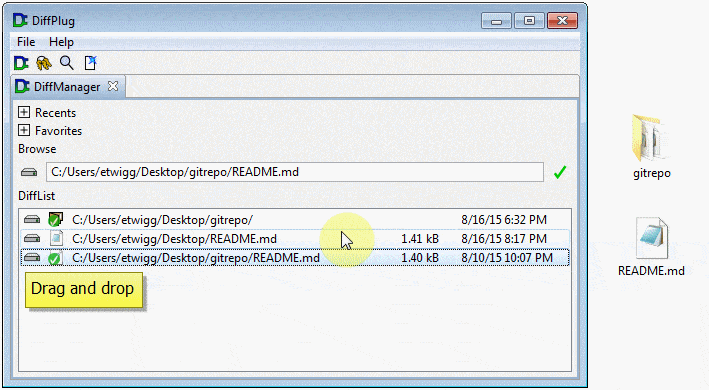 DiffPlug
File Help
DiffManager
Recents
Favorites
Browse
C:/Users/etwigg/Desktop/gitrepo/README.md
DiffList
C:/Users/etwigg/Desktop/gitrepo/ 8/16/15 6:32 PM
C:/Users/etwigg/Desktop/README.md 1.41 kB 8/16/15 8:17 PM
C:/Users/etwigg/Desktop/gitrepo/README.md 1.40 kB 8/10/15 10:07 PM
Drag and drop
gitrepo
README.md